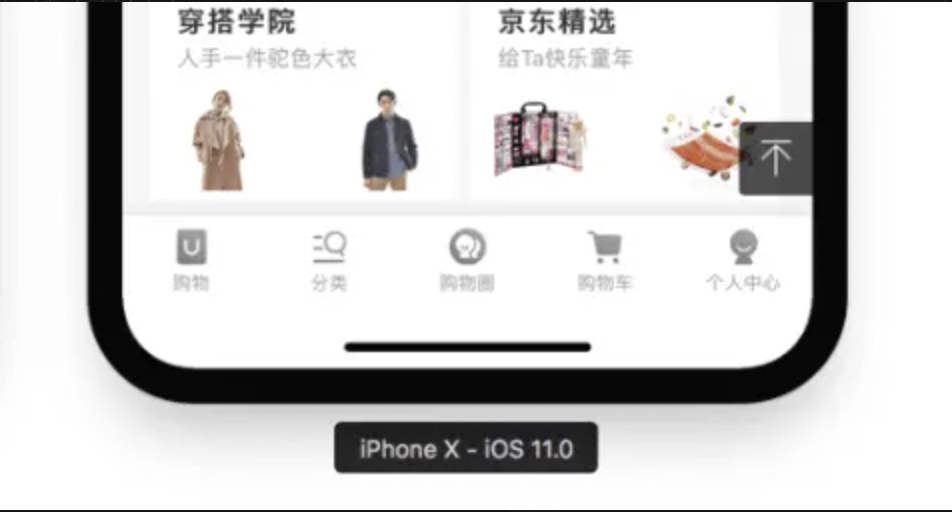 穿搭学院
京东精选
人手一件驼色大衣
给Ta快乐童年
购物
分类
购物圈
购物车
个人中心
iPhone X - iOS 11.0